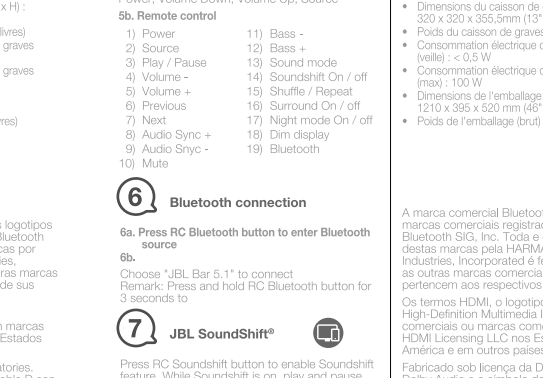 x H) :
livres)
graves
graves
res)
s logotipos
Bluetooth
cas por
ies,
ras marcas
de sus
n marcas
Estados
atories.
Power, Volume Down, Volume Up, Source
5b. Remote control
1) Power
2) Source
3) Play / Pause
4) Volume -
5) Volume +
6) Previous
7) Next
8) Audio Sync +
9) Audio Snyc -
10) Mute
11) Bass -
12) Bass +
13) Sound mode
14) Soundshift On / off
15) Shuffle / Repeat
16) Surround On / off
17) Night mode On / off
18) Dim display
19) Bluetooth
6 Bluetooth connection
6a. Press RC Bluetooth button to enter Bluetooth
source
6b.
Choose "JBL Bar 5.1" to connect
Remark: Press and hold RC Bluetooth button for
3 seconds to
7 JBL SoundShift®
Press RC Soundshift button to enable Soundshift
feature. While Soundshift is on, play and pause
• Dimensions du caisson de
320 x 320 x 355,5mm (13"
• Poids du caisson de graves
• Consommation électrique
(veille) : < 0,5 W
• Consommation électrique
(max) : 100 W
• Dimensions de l'emballage
1210 x 395 x 520 mm (46"
• Poids de l'emballage (brut)
A marca comercial Bluetoot
marcas comerciais registrad
Bluetooth SIG, Inc. Toda e
destas marcas pela HARMA
Industries, Incorporated é fe
as outras marcas comercia
pertencem aos respectivos
Os termos HDMI, o logotipo
High-Definition Multimedia I
comerciais ou marcas come
HDMI Licensing LLC nos Es
América e em outros países
Fabricado sob licença da D